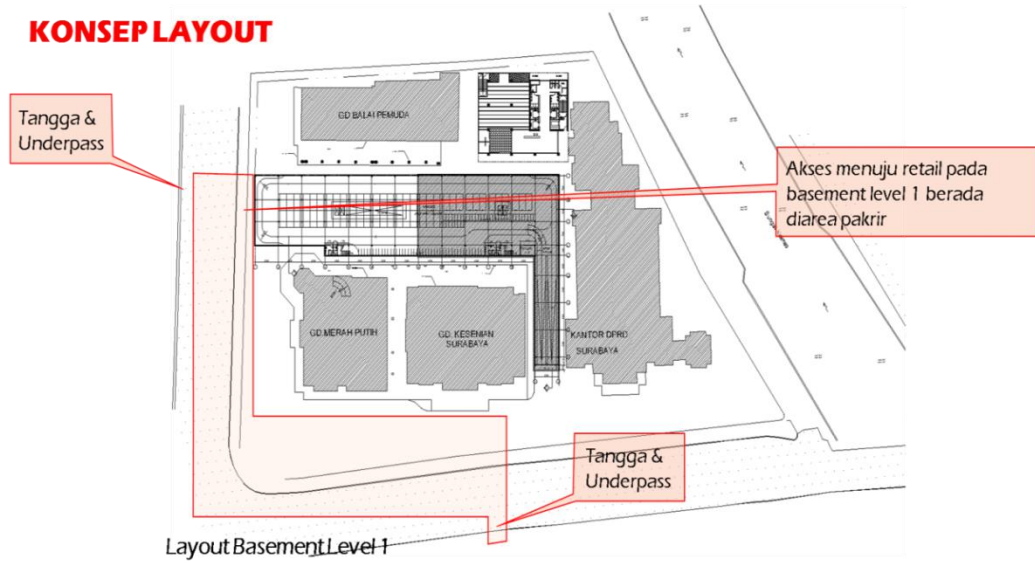 KONSEP LAYOUT
Tangga &
Underpass
GD BALAI PEMUDA
Akses menuju retail pada
basement level 1 berada
diarea pakrir
GD.MERAH PUTIH
GD. KESENIAN
SURABAYA
KANTOR DPRD
SURABAYA
Tangga &
Underpass
Layout Basement Level 1